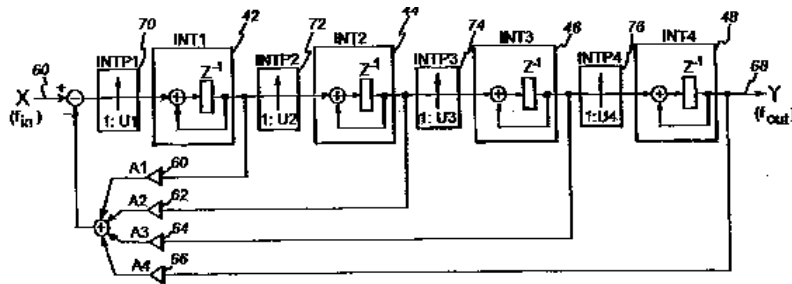 70 42 72 44 74 46 76 48
INTP1 INT1 INTP2 INT2 INTP3 INT3 INTP4 INT4
60 Z-1 Z-1 Z-1 Z-1 68
X + Y
(fin) - (fout)
1: U1 1: U2 1: U3 1:U4
A1 60
A2 62
A3 64
A4 66